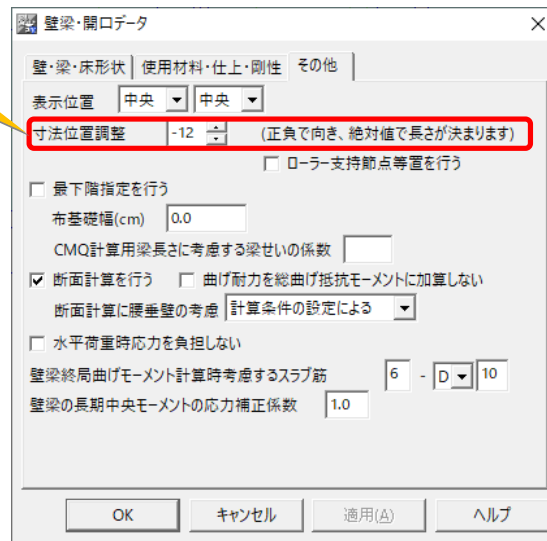 壁梁・開口データ
壁・梁・床形状 使用材料・仕上・剛性 その他
表示位置 中央 中央
寸法位置調整 -12 (正負で向き、絶対値で長さが決まります)
ローラー支持節点等置を行う
最下階指定を行う
布基礎幅(cm) 0.0
CMQ計算用梁長さに考慮する梁せいの係数
断面計算を行う 曲げ耐力を総曲げ抵抗モーメントに加算しない
断面計算に腰垂壁の考慮 計算条件の設定による
水平荷重時応力を負担しない
壁梁終局曲げモーメント計算時考慮するスラブ筋 6 - D 10
壁梁の長期中央モーメントの応力補正係数 1.0
OK キャンセル 適用(A) ヘルプ